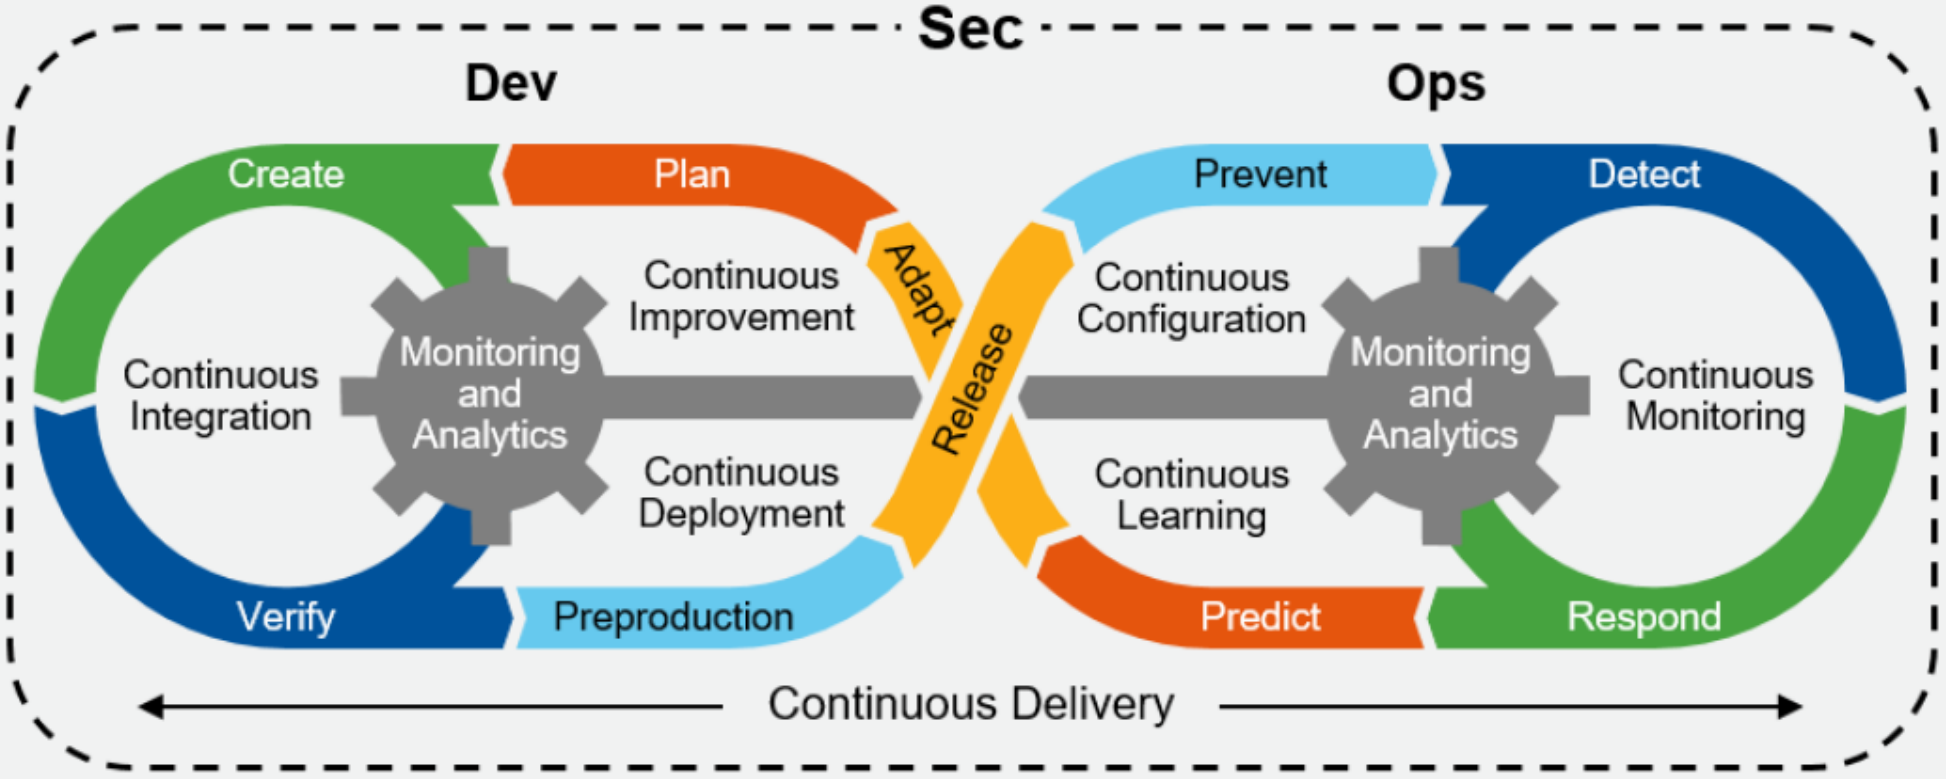 Sec
Dev
Ops
Create
Plan
Prevent
Detect
Adapt
Release
Continuous
Improvement
Continuous
Configuration
Continuous
Integration
Monitoring
and
Analytics
Monitoring
and
Analytics
Continuous
Monitoring
Continuous
Deployment
Continuous
Learning
Verify
Preproduction
Predict
Respond
Continuous Delivery